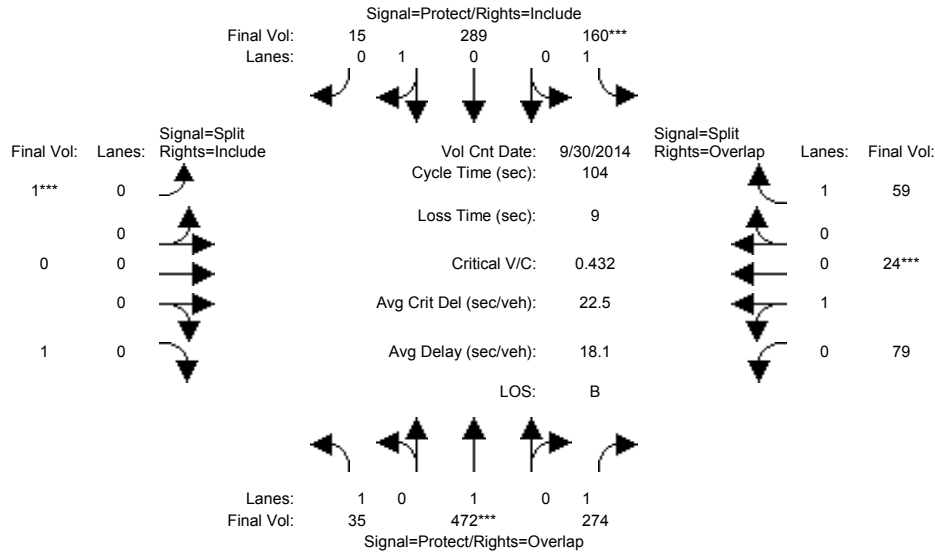 Signal=Protect/Rights=Include
Final Vol: 15 289 160***
Lanes: 0 1 0 0 1
Signal=Split
Rights=Include
Signal=Split
Rights=Overlap
Final Vol: Lanes:
Vol Cnt Date: 9/30/2014
Lanes: Final Vol:
Cycle Time (sec): 104
1*** 0
1 59
Loss Time (sec): 9
0
0
0 0
Critical V/C: 0.432
0 24***
0
Avg Crit Del (sec/veh): 22.5
1
1 0
Avg Delay (sec/veh): 18.1
0 79
LOS: B
Lanes: 1 0 1 0 1
Final Vol: 35 472*** 274
Signal=Protect/Rights=Overlap